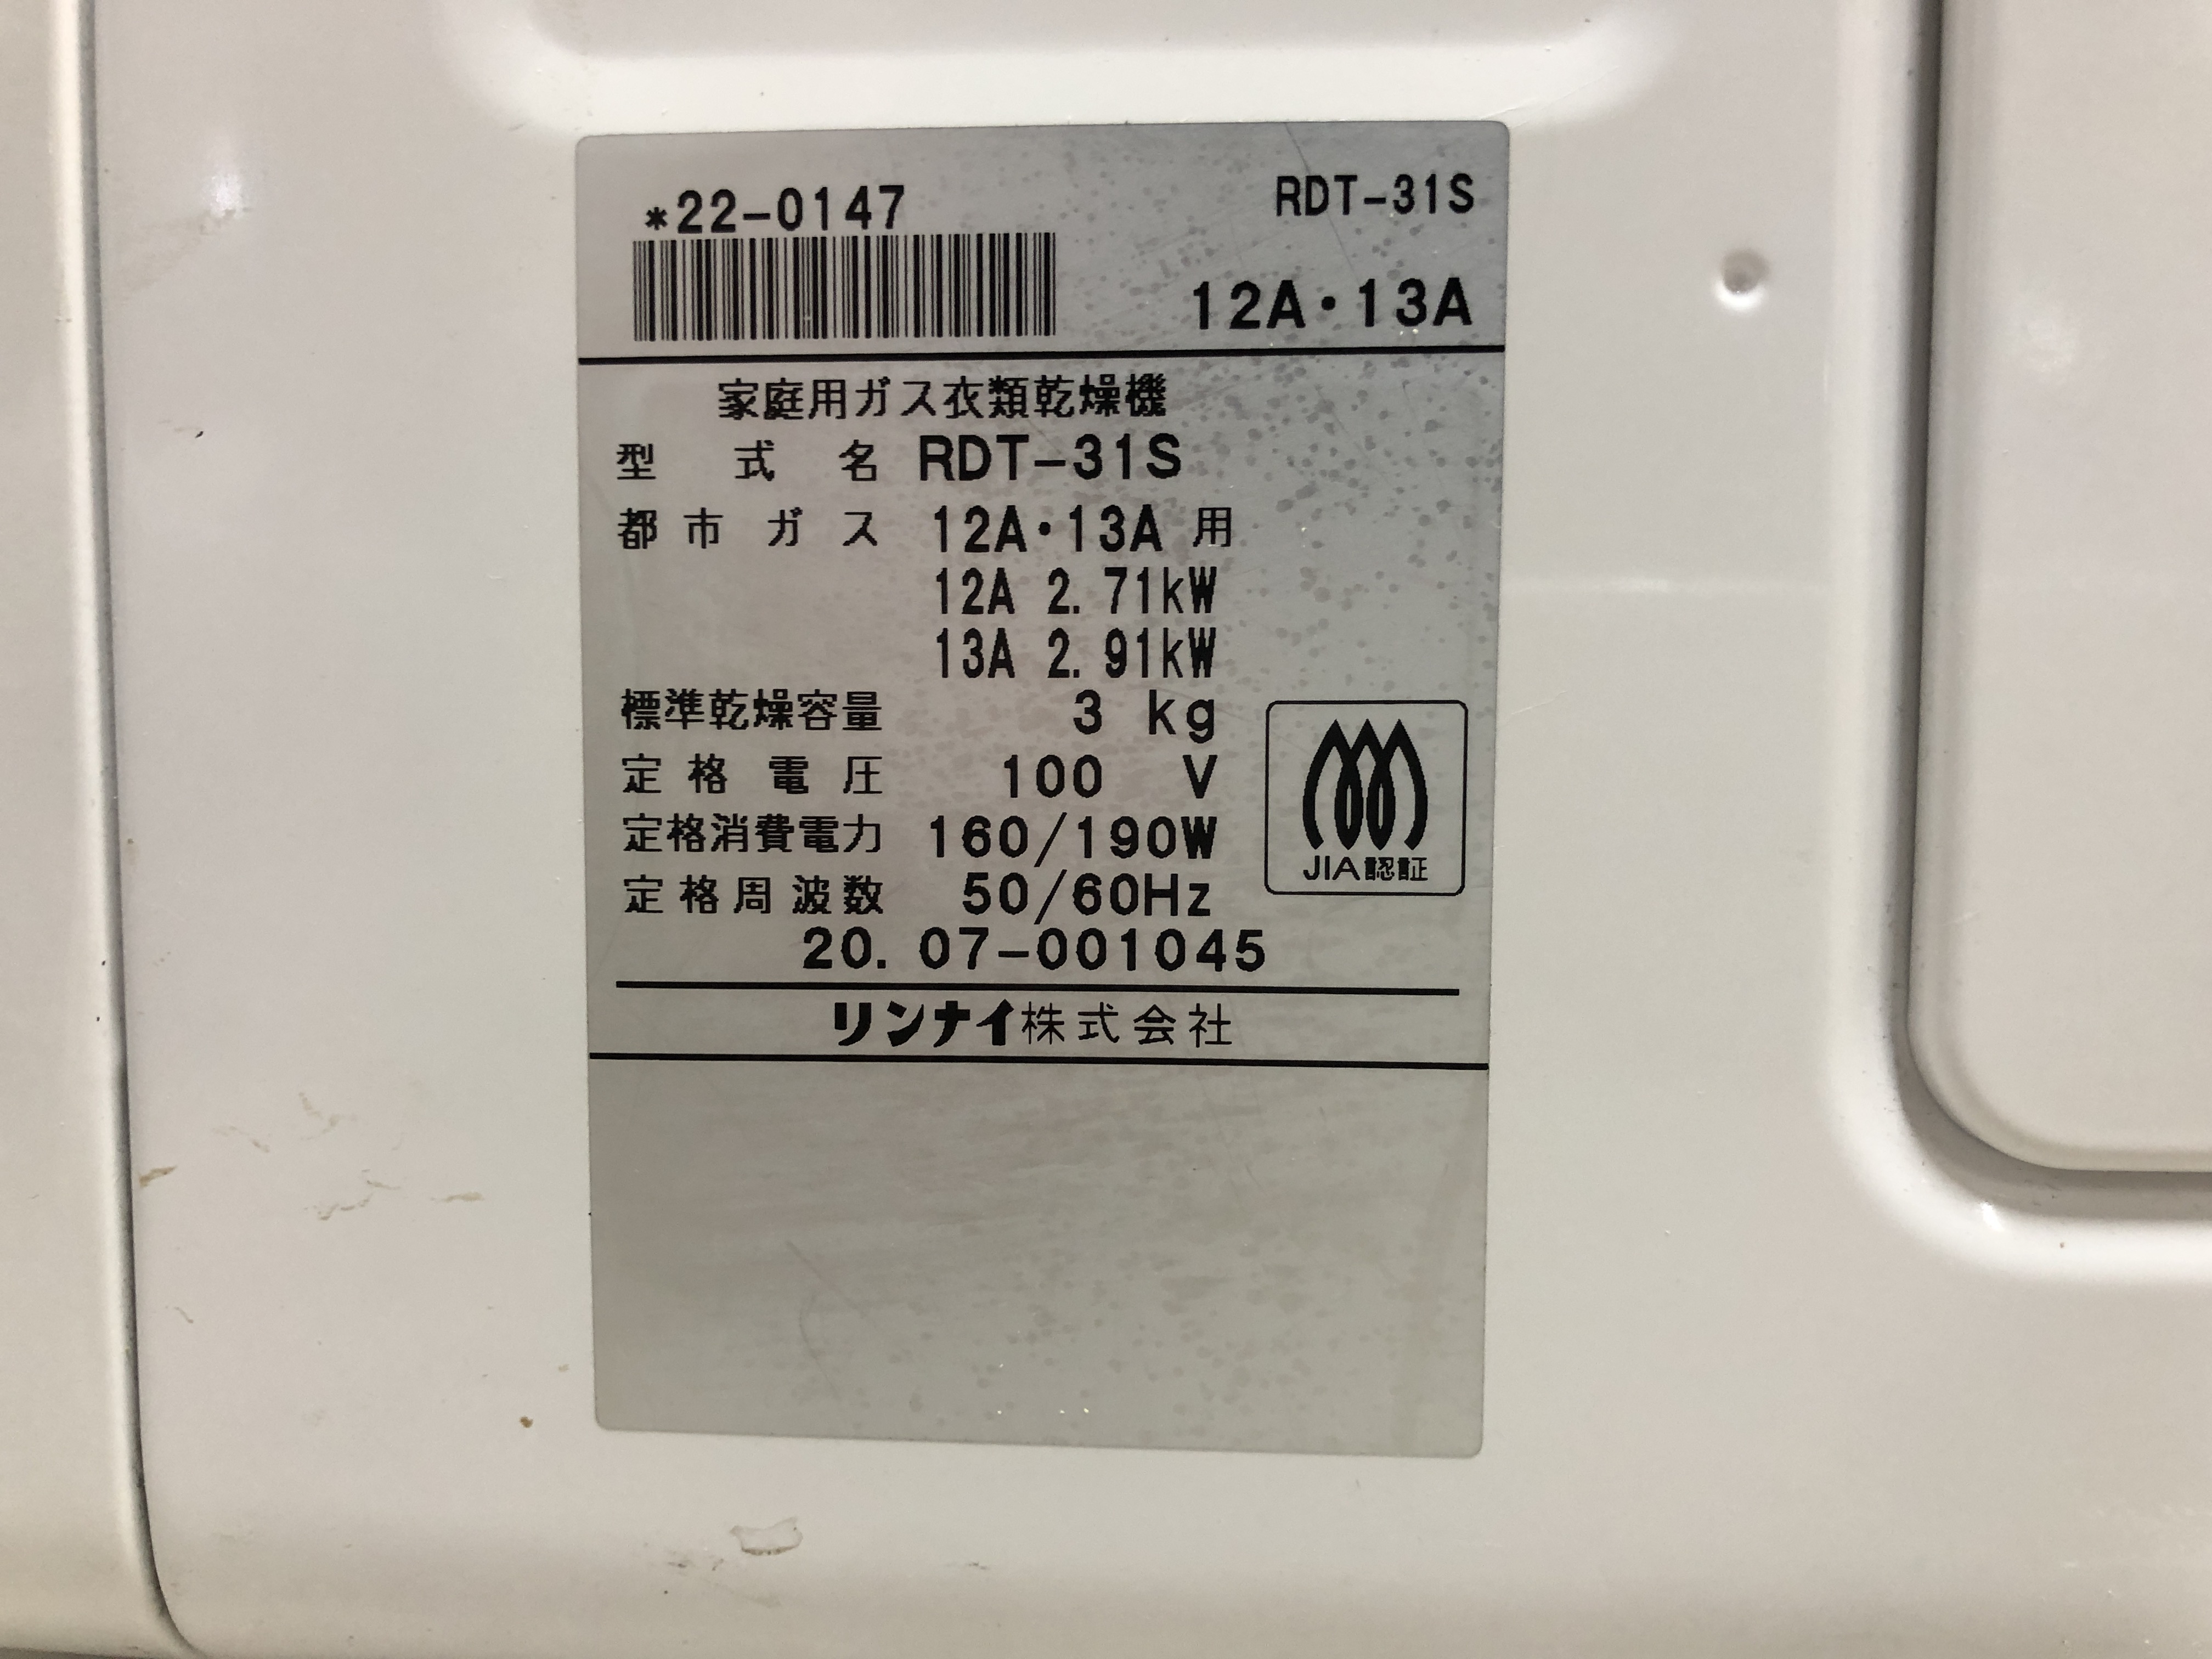 *22-0147
RDT-31S
12A・13A
家庭用ガス衣類乾燥機
型式名 RDT-31S
都市ガス 12A・13A 用
12A 2.71kW
13A 2.91kW
標準乾燥容量 3 kg
定格電圧 100 V
定格消費電力 160/190W
定格周波数 50/60Hz
JIA認証
20.07-001045
リンナイ株式会社